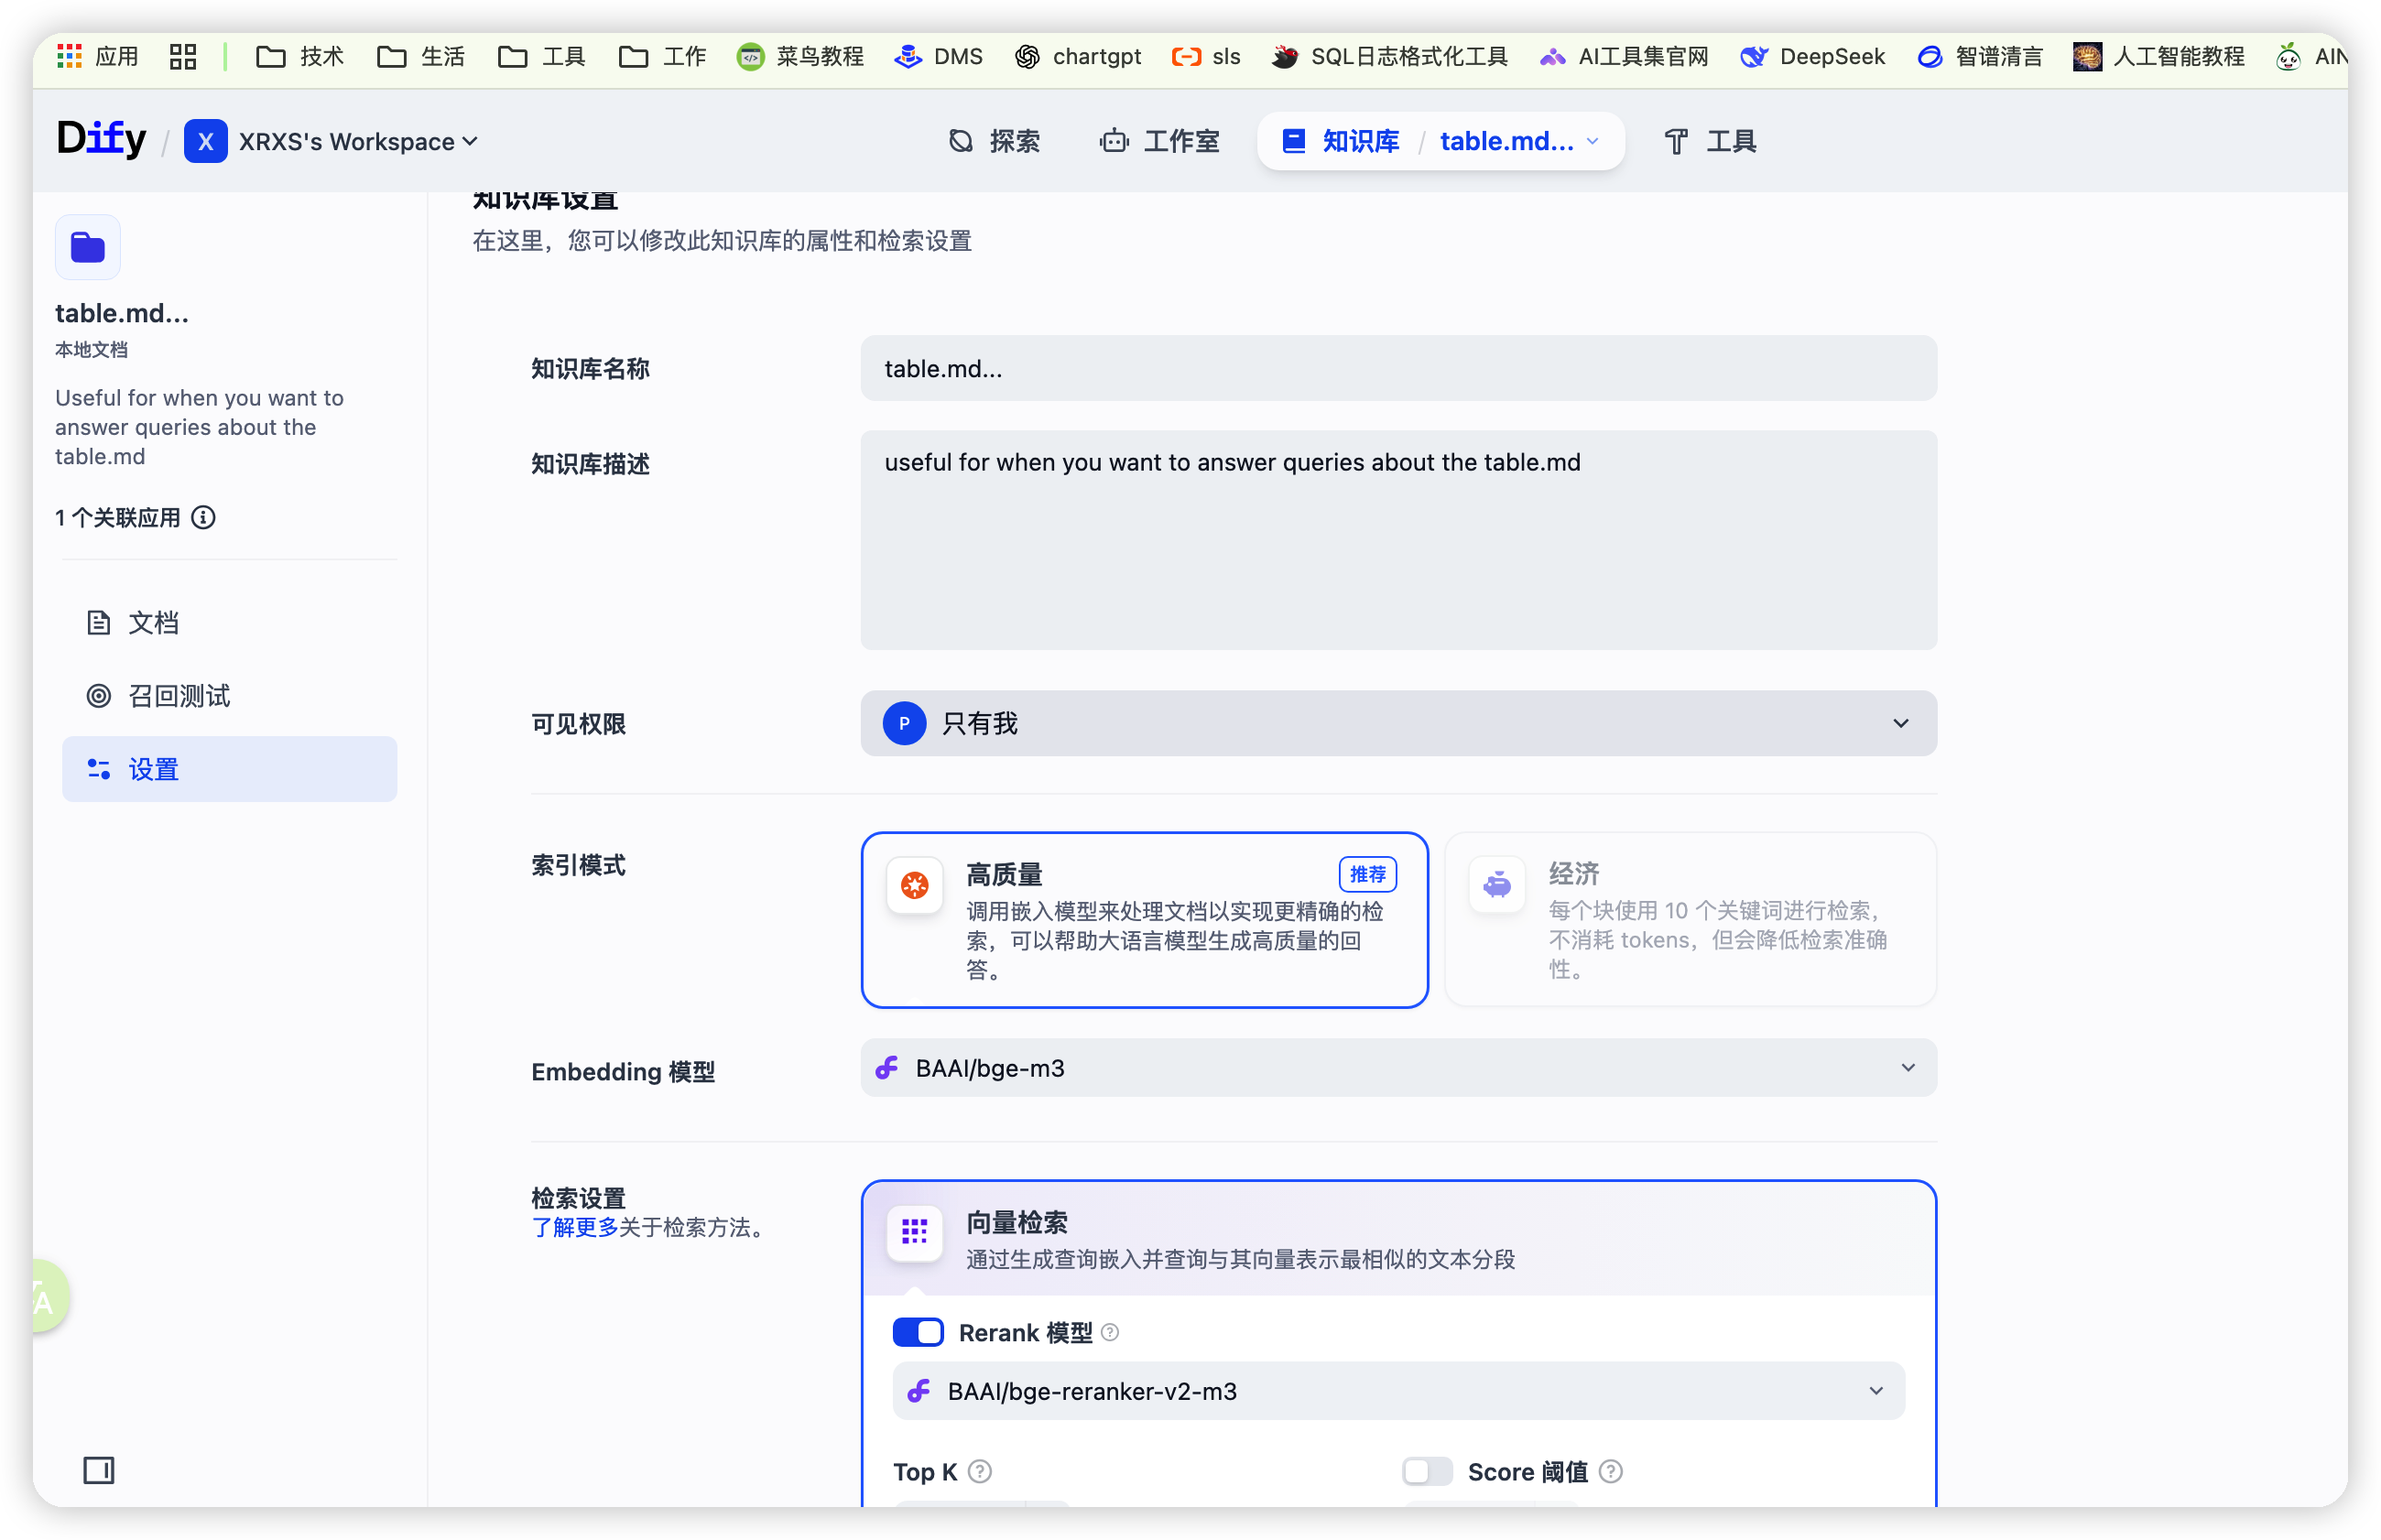 应用 技术 生活 工具 工作 菜鸟教程 DMS chartgpt sls SQL日志格式化工具 AI工具集官网 DeepSeek 智谱清言 人工智能教程
Dify / X XRXS's Workspace 探索 工作室 知识库 / table.md... 工具
知识库设置
在这里，您可以修改此知识库的属性和检索设置
table.md...
本地文档
Useful for when you want to
answer queries about the
table.md
1 个关联应用
文档
召回测试
设置
知识库名称
table.md...
知识库描述
useful for when you want to answer queries about the table.md
可见权限
P 只有我
索引模式
高质量 推荐
调用嵌入模型来处理文档以实现更精确的检
索，可以帮助大语言模型生成高质量的回
答。
经济
每个块使用 10 个关键词进行检索，
不消耗 tokens，但会降低检索准确
性。
Embedding 模型
BAAI/bge-m3
检索设置
了解更多关于检索方法。
向量检索
通过生成查询嵌入并查询与其向量表示最相似的文本分段
Rerank 模型
BAAI/bge-reranker-v2-m3
Top K
Score 阈值